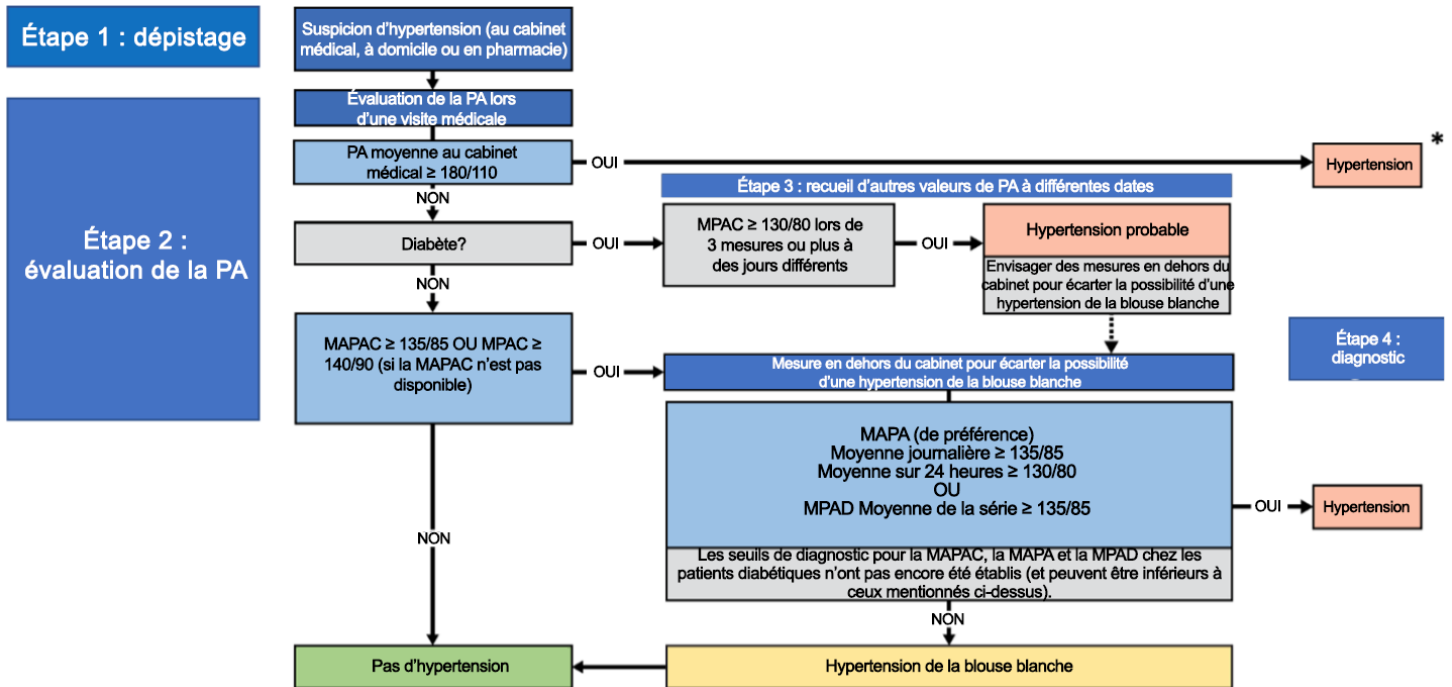 Étape 1 : dépistage
Suspicion d'hypertension (au cabinet
médical, à domicile ou en pharmacie)
Étape 2 :
évaluation de la PA
Évaluation de la PA lors
d'une visite médicale
PA moyenne au cabinet
médical ≥ 180/110
OUI
Hypertension
*
NON
Étape 3 : recueil d'autres valeurs de PA à différentes dates
Diabète?
OUI
MPAC ≥ 130/80 lors de
3 mesures ou plus à
des jours différents
OUI
Hypertension probable
Envisager des mesures en dehors du
cabinet pour écarter la possibilité d'une
hypertension de la blouse blanche
NON
MAPAC ≥ 135/85 OU MPAC ≥
140/90 (si la MAPAC n'est pas
disponible)
OUI
Mesure en dehors du cabinet pour écarter la possibilité
d'une hypertension de la blouse blanche
Étape 4 :
diagnostic
MAPA (de préférence)
Moyenne journalière ≥ 135/85
Moyenne sur 24 heures ≥ 130/80
OU
MPAD Moyenne de la série ≥ 135/85
OUI
Hypertension
Les seuils de diagnostic pour la MAPAC, la MAPA et la MPAD chez les
patients diabétiques n'ont pas encore été établis (et peuvent être inférieurs à
ceux mentionnés ci-dessus).
NON
NON
Pas d'hypertension
Hypertension de la blouse blanche